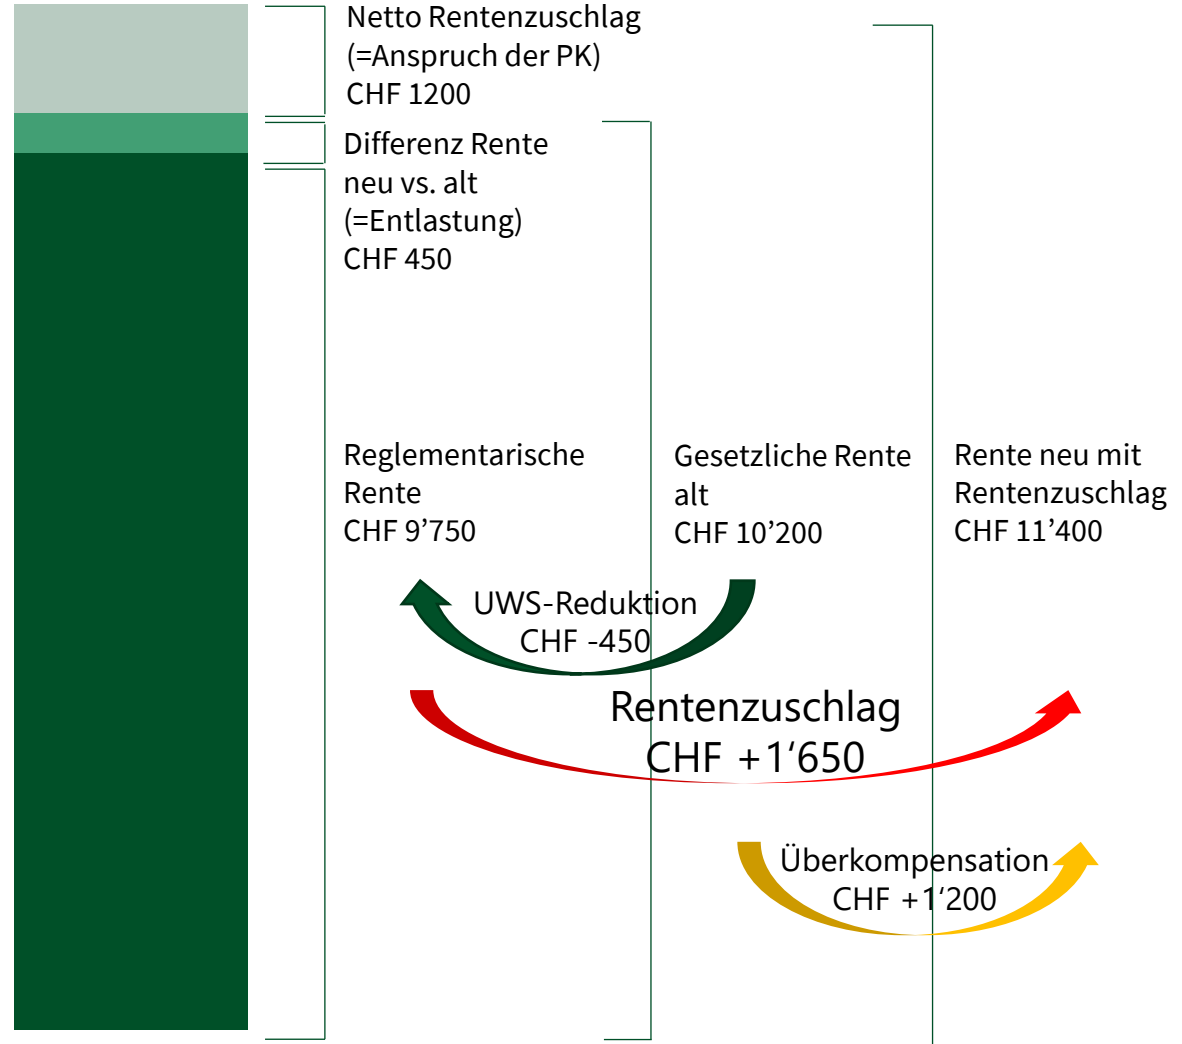 Netto Rentenzuschlag
(=Anspruch der PK)
CHF 1200
Differenz Rente
neu vs. alt
(=Entlastung)
CHF 450
Reglementarische
Rente
CHF 9’750
Gesetzliche Rente
alt
CHF 10’200
Rente neu mit
Rentenzuschlag
CHF 11’400
UWS-Reduktion
CHF -450
Rentenzuschlag
CHF +1‘650
Überkompensation
CHF +1‘200